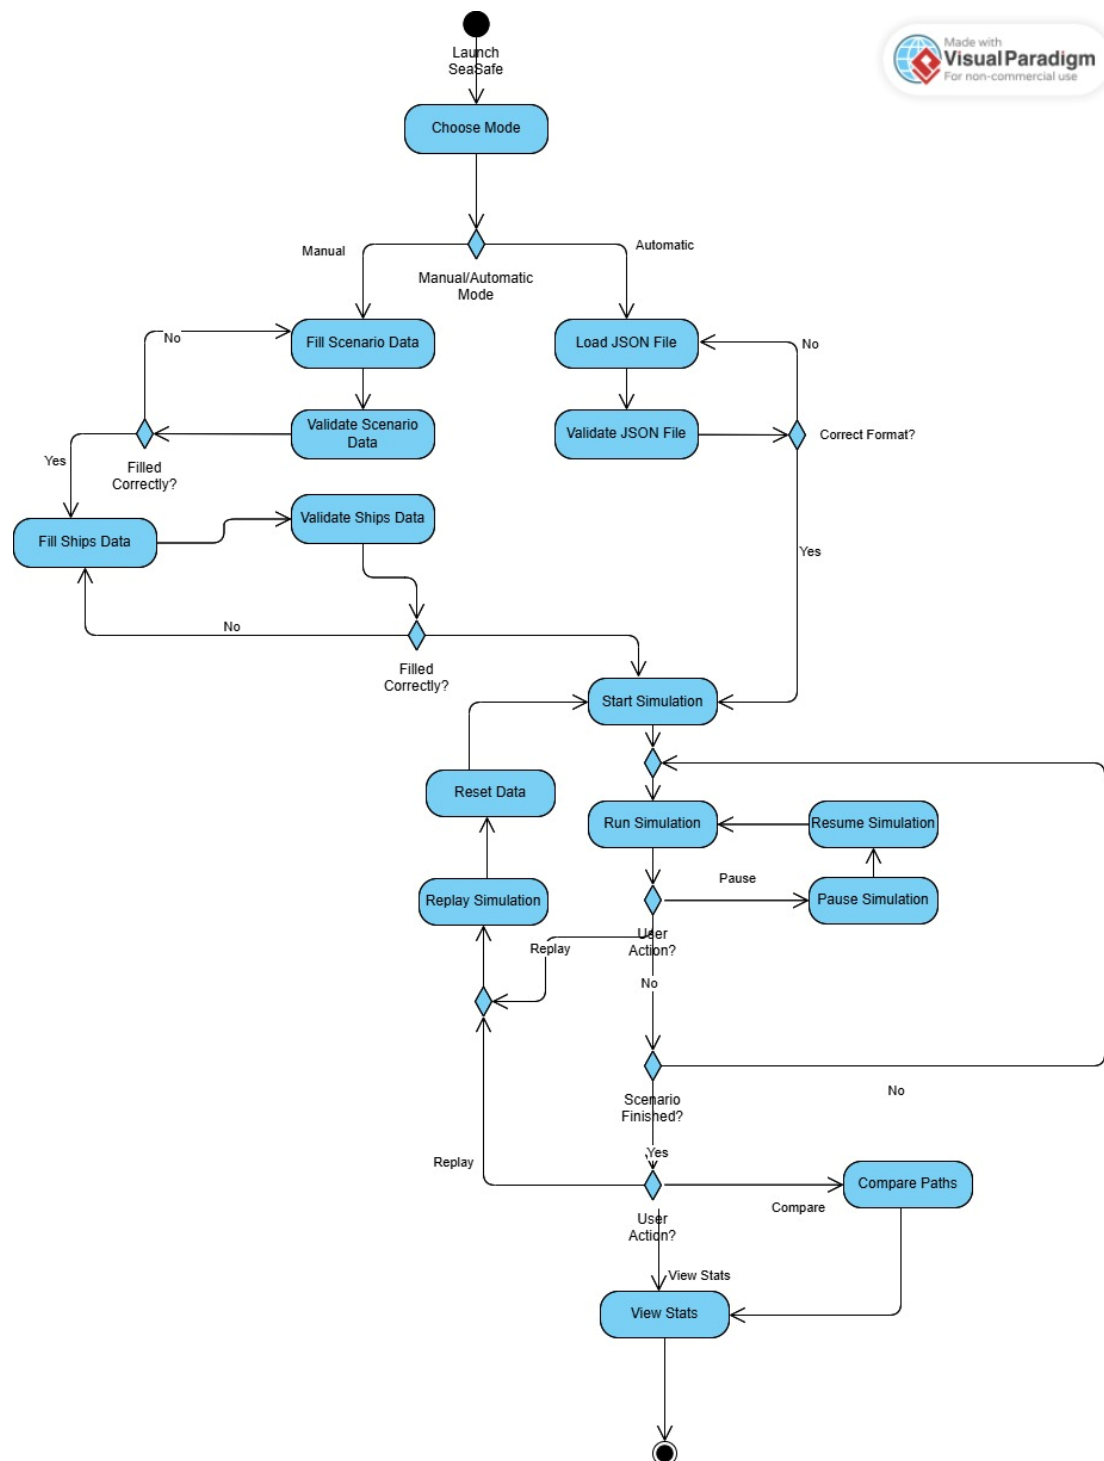 Launch
SeaSafe
Made with
Visual Paradigm
For non-commercial use
Choose Mode
Manual
Automatic
Manual/Automatic
Mode
No
Fill Scenario Data
Load JSON File
No
Validate Scenario
Data
Validate JSON File
Correct Format?
Yes
Filled
Correctly?
Fill Ships Data
Validate Ships Data
Yes
No
Filled
Correctly?
Start Simulation
Reset Data
Run Simulation
Resume Simulation
Replay Simulation
Pause
Pause Simulation
User
Action?
Replay
No
Scenario
Finished?
No
Yes
Replay
Compare Paths
Compare
User
Action?
View Stats
View Stats